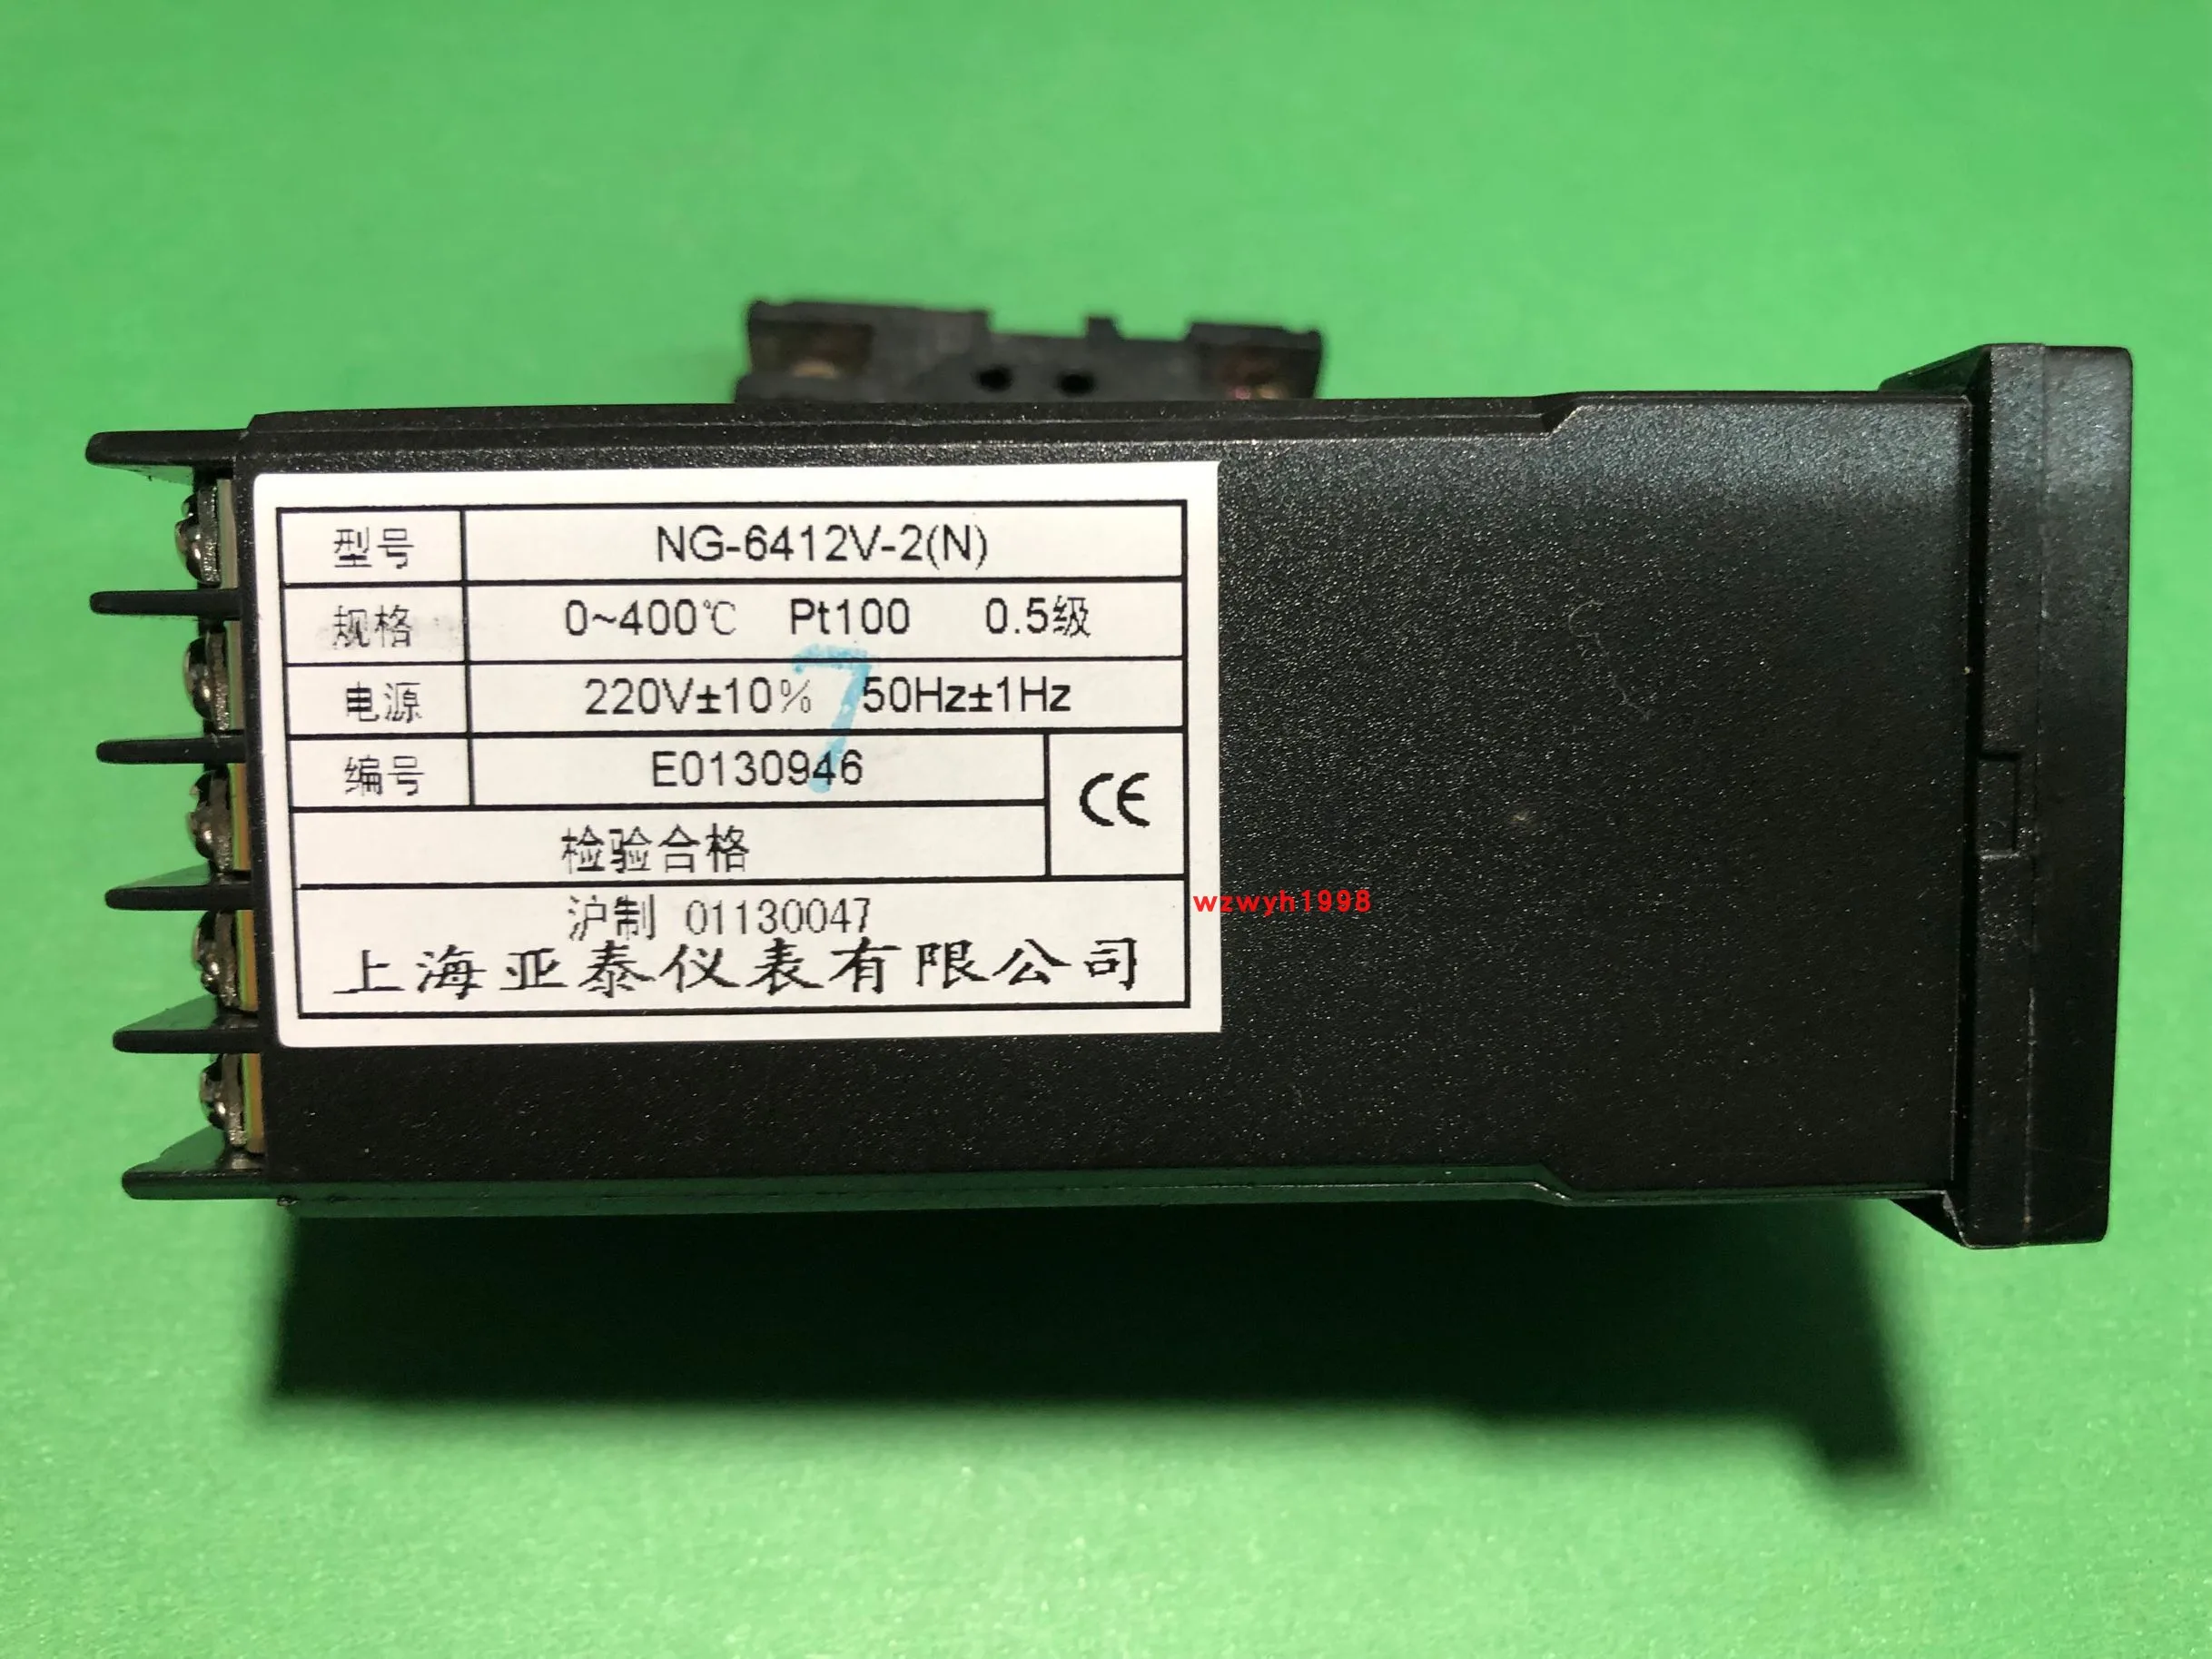 型号 NG-6412V-2(N)
规格 0~400℃ Pt100 0.5级
电源 220V±10% 50Hz±1Hz
7
编号 E0130946
CE
检验合格
沪制 01130047
上海亚泰仪表有限公司
wzwyh1998